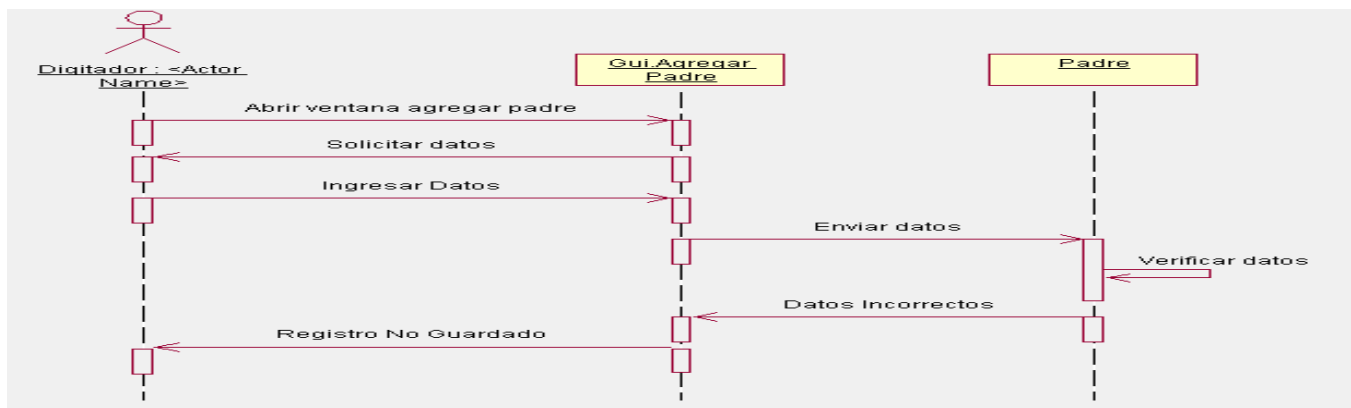 Digitador : <Actor
Name>
Gui.Agregar
Padre
Padre
Abrir ventana agregar padre
Solicitar datos
Ingresar Datos
Enviar datos
Verificar datos
Datos Incorrectos
Registro No Guardado